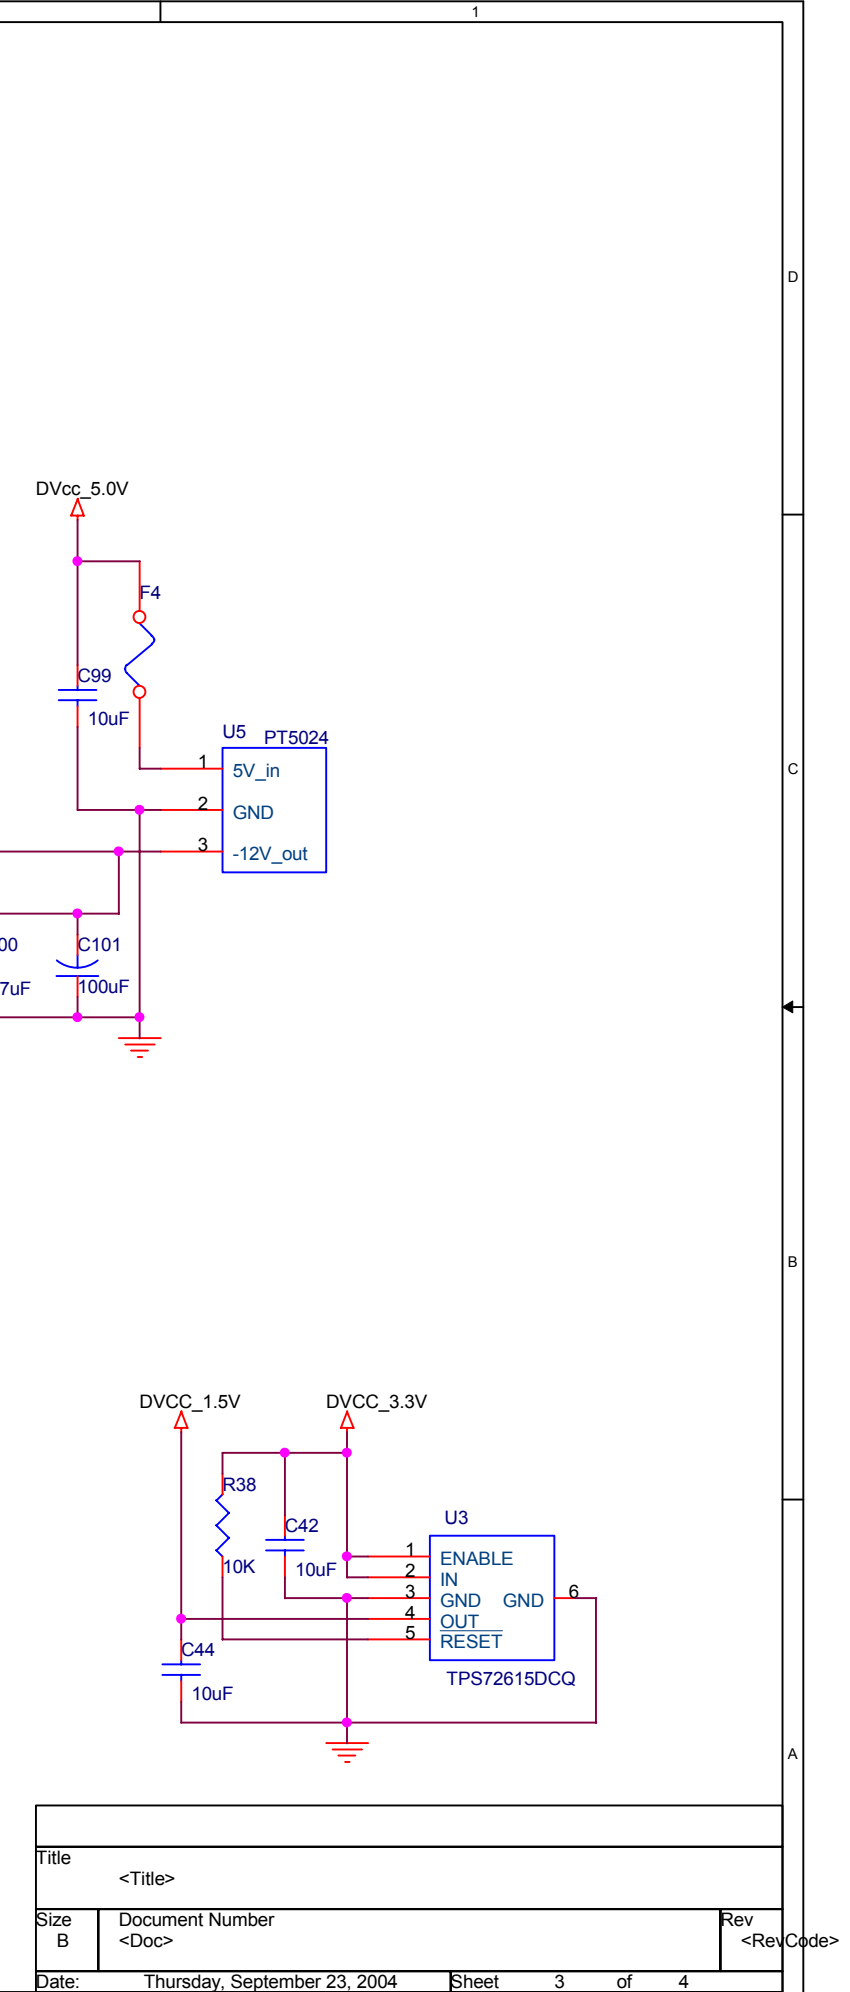 1
D
DVcc_5.0V
F4
C99
10uF
U5 PT5024
1 5V_in
C
2 GND
3 -12V_out
00 C101
7uF 100uF
B
DVCC_1.5V DVCC_3.3V
R38
U3
C42
10K 10uF
1 ENABLE
2 IN
3 GND GND 6
4 OUT
5 RESET
C44
TPS72615DCQ
10uF
A
Title
<Title>
Size Document Number Rev
B <Doc> <RevCode>
Date: Thursday, September 23, 2004 Sheet 3 of 4